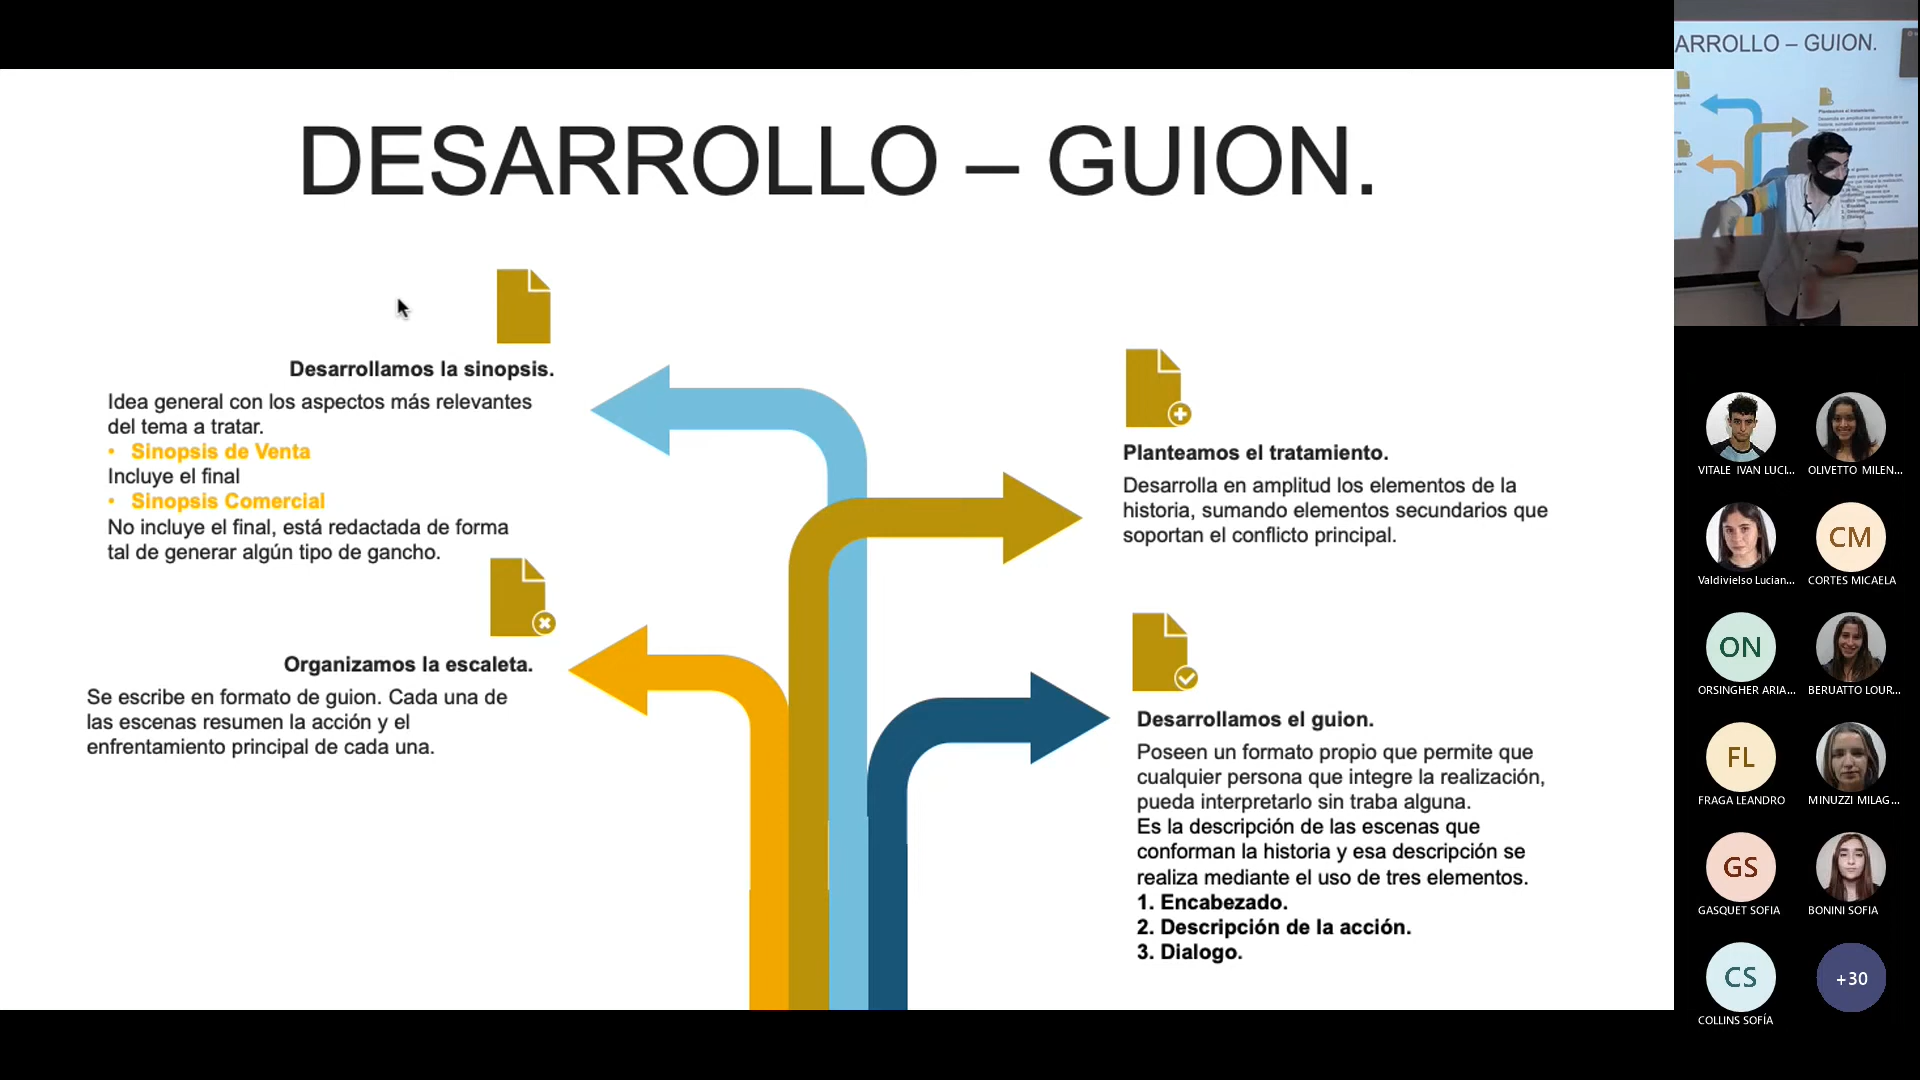 DESARROLLO – GUION.
Desarrollamos la sinopsis.
Idea general con los aspectos más relevantes
del tema a tratar.
• Sinopsis de Venta
Incluye el final
• Sinopsis Comercial
No incluye el final, está redactada de forma
tal de generar algún tipo de gancho.
Planteamos el tratamiento.
Desarrolla en amplitud los elementos de la
historia, sumando elementos secundarios que
soportan el conflicto principal.
Organizamos la escaleta.
Se escribe en formato de guion. Cada una de
las escenas resumen la acción y el
enfrentamiento principal de cada una.
Desarrollamos el guion.
Poseen un formato propio que permite que
cualquier persona que integre la realización,
pueda interpretarlo sin traba alguna.
Es la descripción de las escenas que
conforman la historia y esa descripción se
realiza mediante el uso de tres elementos.
1. Encabezado.
2. Descripción de la acción.
3. Dialogo.
ARROLLO – GUION.
VITALE IVAN LUCI...
OLIVETTO MILEN...
Valdivielso Lucian...
CM
CORTES MICAELA
ON
ORSINGHER ARIA...
BERUATTO LOUR...
FL
FRAGA LEANDRO
MINUZZI MILAG...
GS
GASQUET SOFIA
BONINI SOFIA
CS
COLLINS SOFÍA
+30